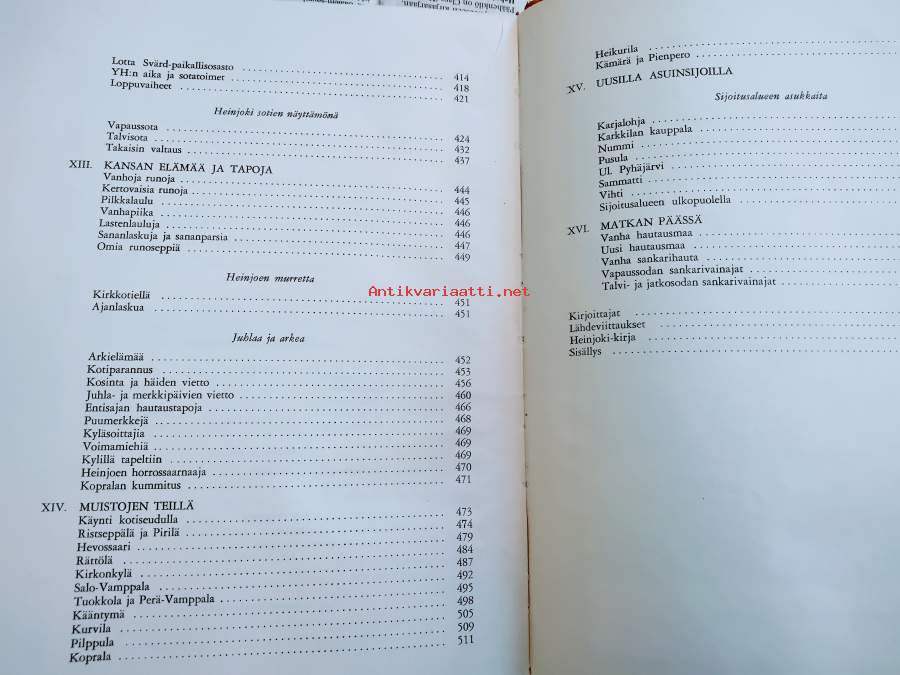 Lotta Svärd-paikallisosasto 414
YH:n aika ja sotatoimet 418
Loppuvaiheet 421
Heinjoki sotien näyttämönä
Vapaussota 424
Talvisota 432
Takaisin valtaus 437
XIII. KANSAN ELÄMÄÄ JA TAPOJA
Vanhoja runoja 444
Kertovaisia runoja 445
Pilkkalaulu 446
Vanhapiika 446
Lastenlauluja 446
Sananlaskuja ja sananparsia 447
Omia runoseppiä 449
Heinjoen murretta
Kirkkotiellä 451
Ajanlaskua 451
Juhlaa ja arkea
Arkielämää 452
Kotiparannus 453
Kosinta ja häiden vietto 456
Juhla- ja merkkipäivien vietto 460
Entisajan hautaustapoja 466
Puumerkkejä 468
Kyläsoittajia 469
Voimamiehiä 469
Kylillä tapeltiin 469
Heinjoen horrossaarnaaja 470
Kopralan kummitus 471
XIV. MUISTOJEN TEILLÄ
Käynti kotiseudulla 473
Ristseppälä ja Pirilä 474
Hevossaari 479
Rättölä 484
Kirkonkylä 487
Salo-Vamppala 492
Tuokkola ja Perä-Vamppala 495
Kääntymä 498
Kurvila 505
Pilppula 509
Koprala 511
Heikurila
Kämärä ja Pienpero
XV. UUSILLA ASUINSIJOILLA
Sijoitusalueen asukkaita
Karjalohja
Karkkilan kauppala
Nummi
Pusula
Ul. Pyhäjärvi
Sammatti
Vihti
Sijoitusalueen ulkopuolella
XVI. MATKAN PÄÄSSÄ
Vanha hautausmaa
Uusi hautausmaa
Vanha sankarihauta
Vapaussodan sankarivainajat
Talvi- ja jatkosodan sankarivainajat
Kirjoittajat
Lähdeviittaukset
Heinjoki-kirja
Sisällys
Antikvariaatti.net